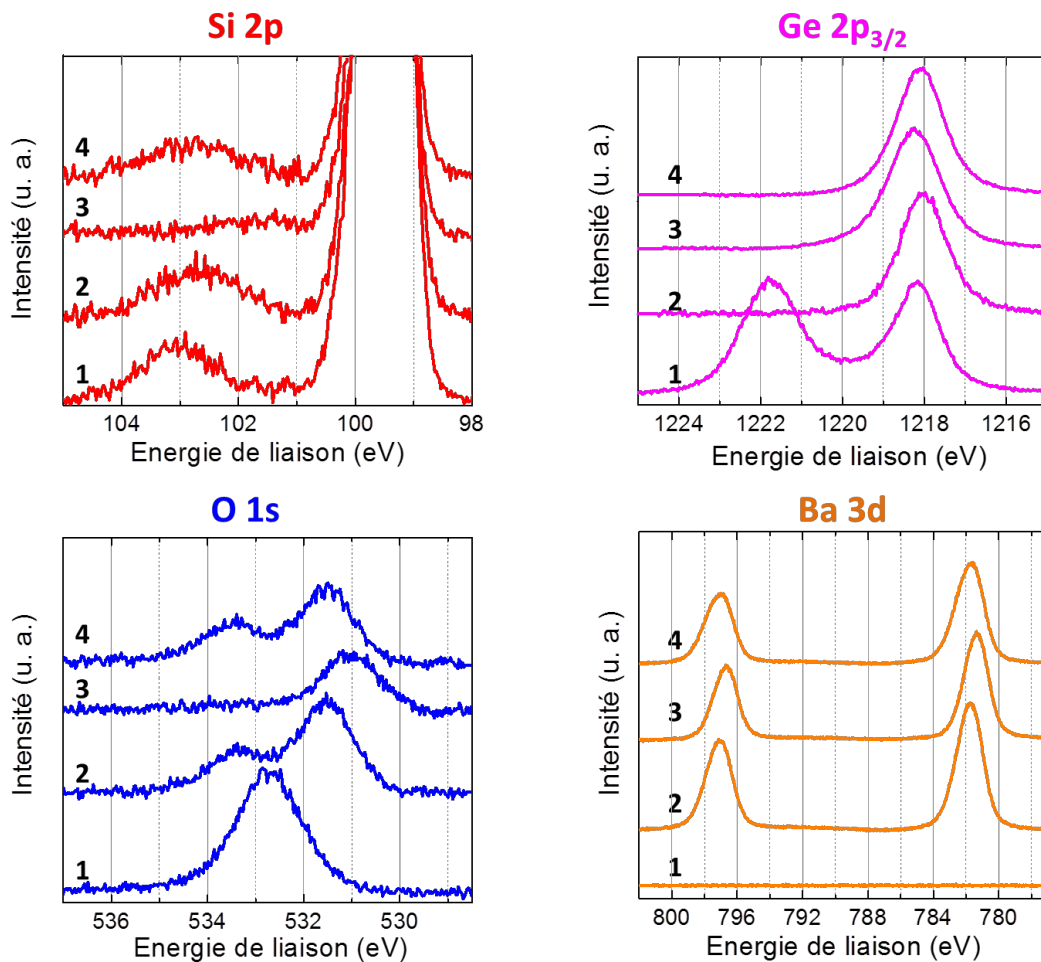 Si 2p
Intensité (u. a.)
4
3
2
1
104 102 100 98
Energie de liaison (eV)
Ge 2p3/2
Intensité (u. a.)
4
3
2
1
1224 1222 1220 1218 1216
Energie de liaison (eV)
O 1s
Intensité (u. a.)
4
3
2
1
536 534 532 530
Energie de liaison (eV)
Ba 3d
Intensité (u. a.)
4
3
2
1
800 796 792 788 784 780
Energie de liaison (eV)